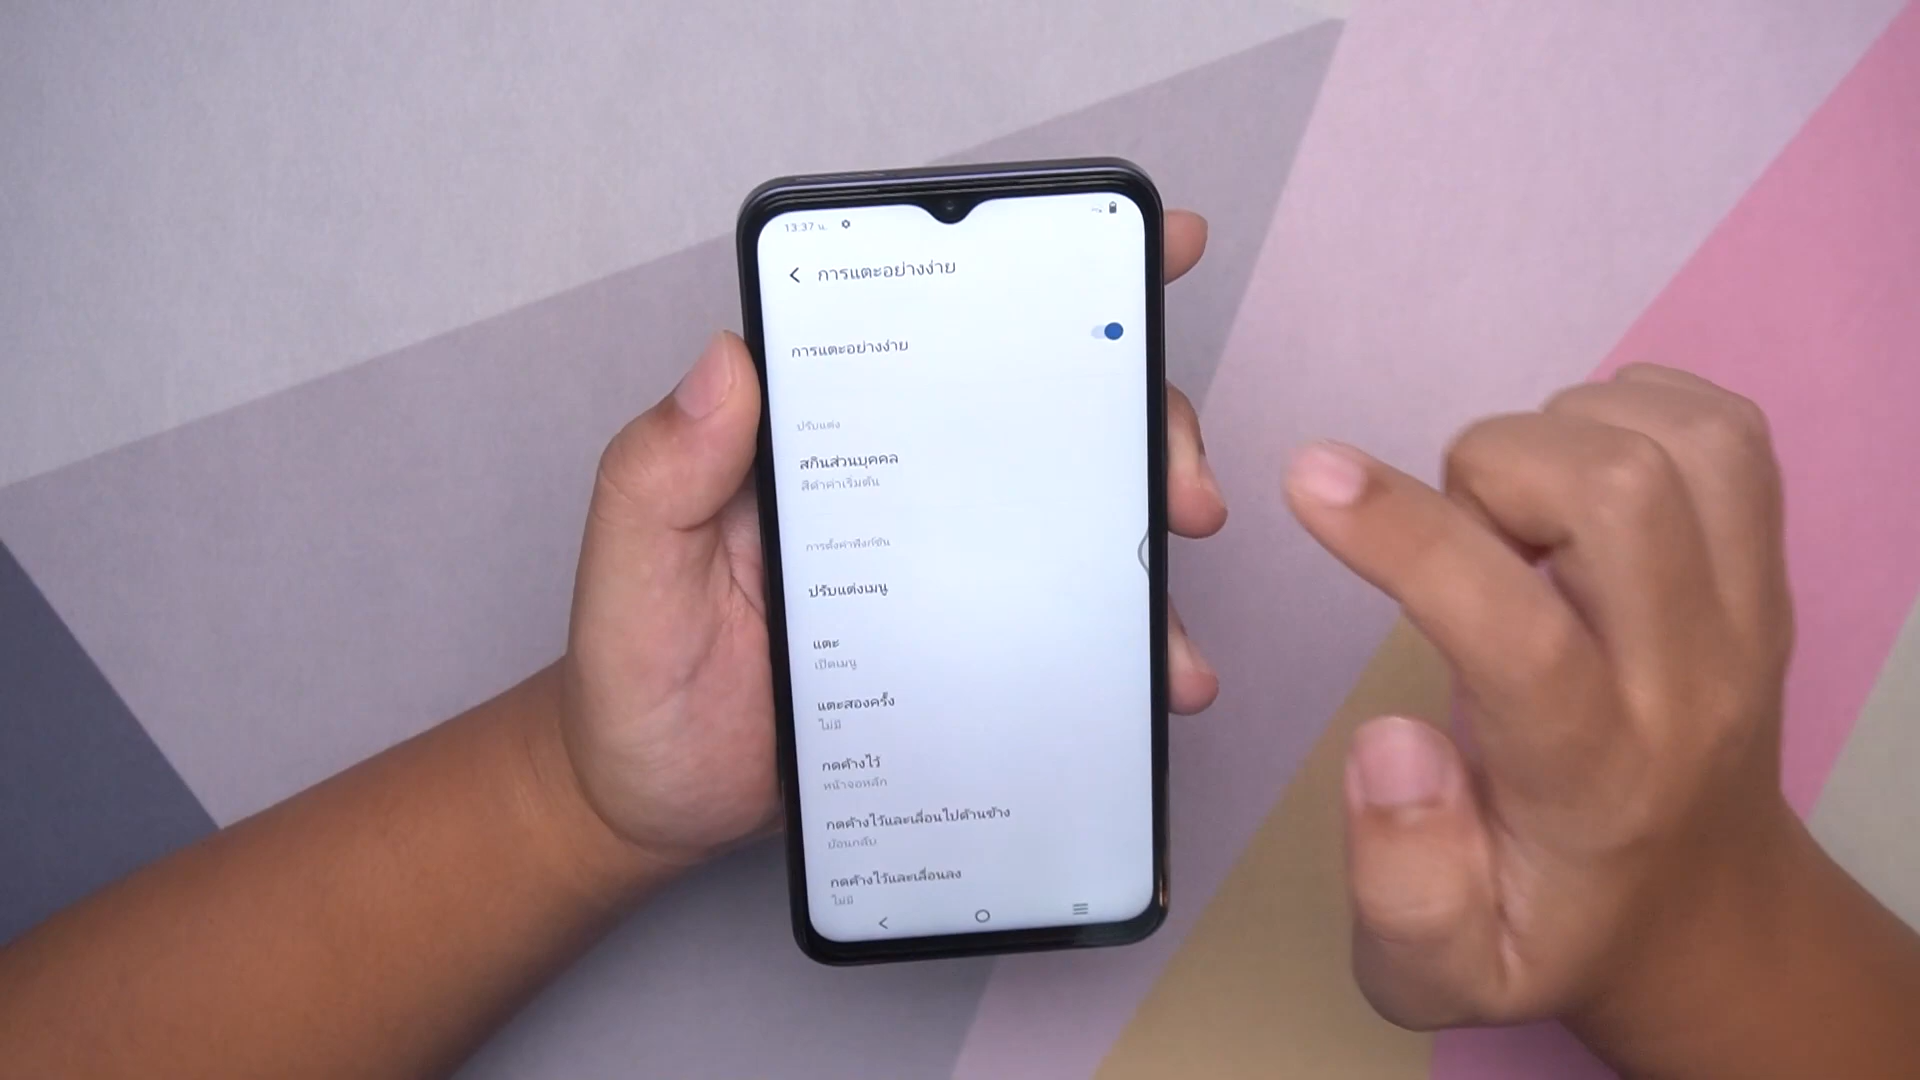 13:37 น.
การแตะอย่างง่าย
การแตะอย่างง่าย
ปรับแต่ง
สกินส่วนบุคคล
สีดำค่าเริ่มต้น
การตั้งค่าฟังก์ชัน
ปรับแต่งเมนู
แตะ
เปิดเมนู
แตะสองครั้ง
ไม่มี
กดค้างไว้
หน้าจอหลัก
กดค้างไว้และเลื่อนไปด้านข้าง
ย้อนกลับ
กดค้างไว้และเลื่อนลง
ไม่มี